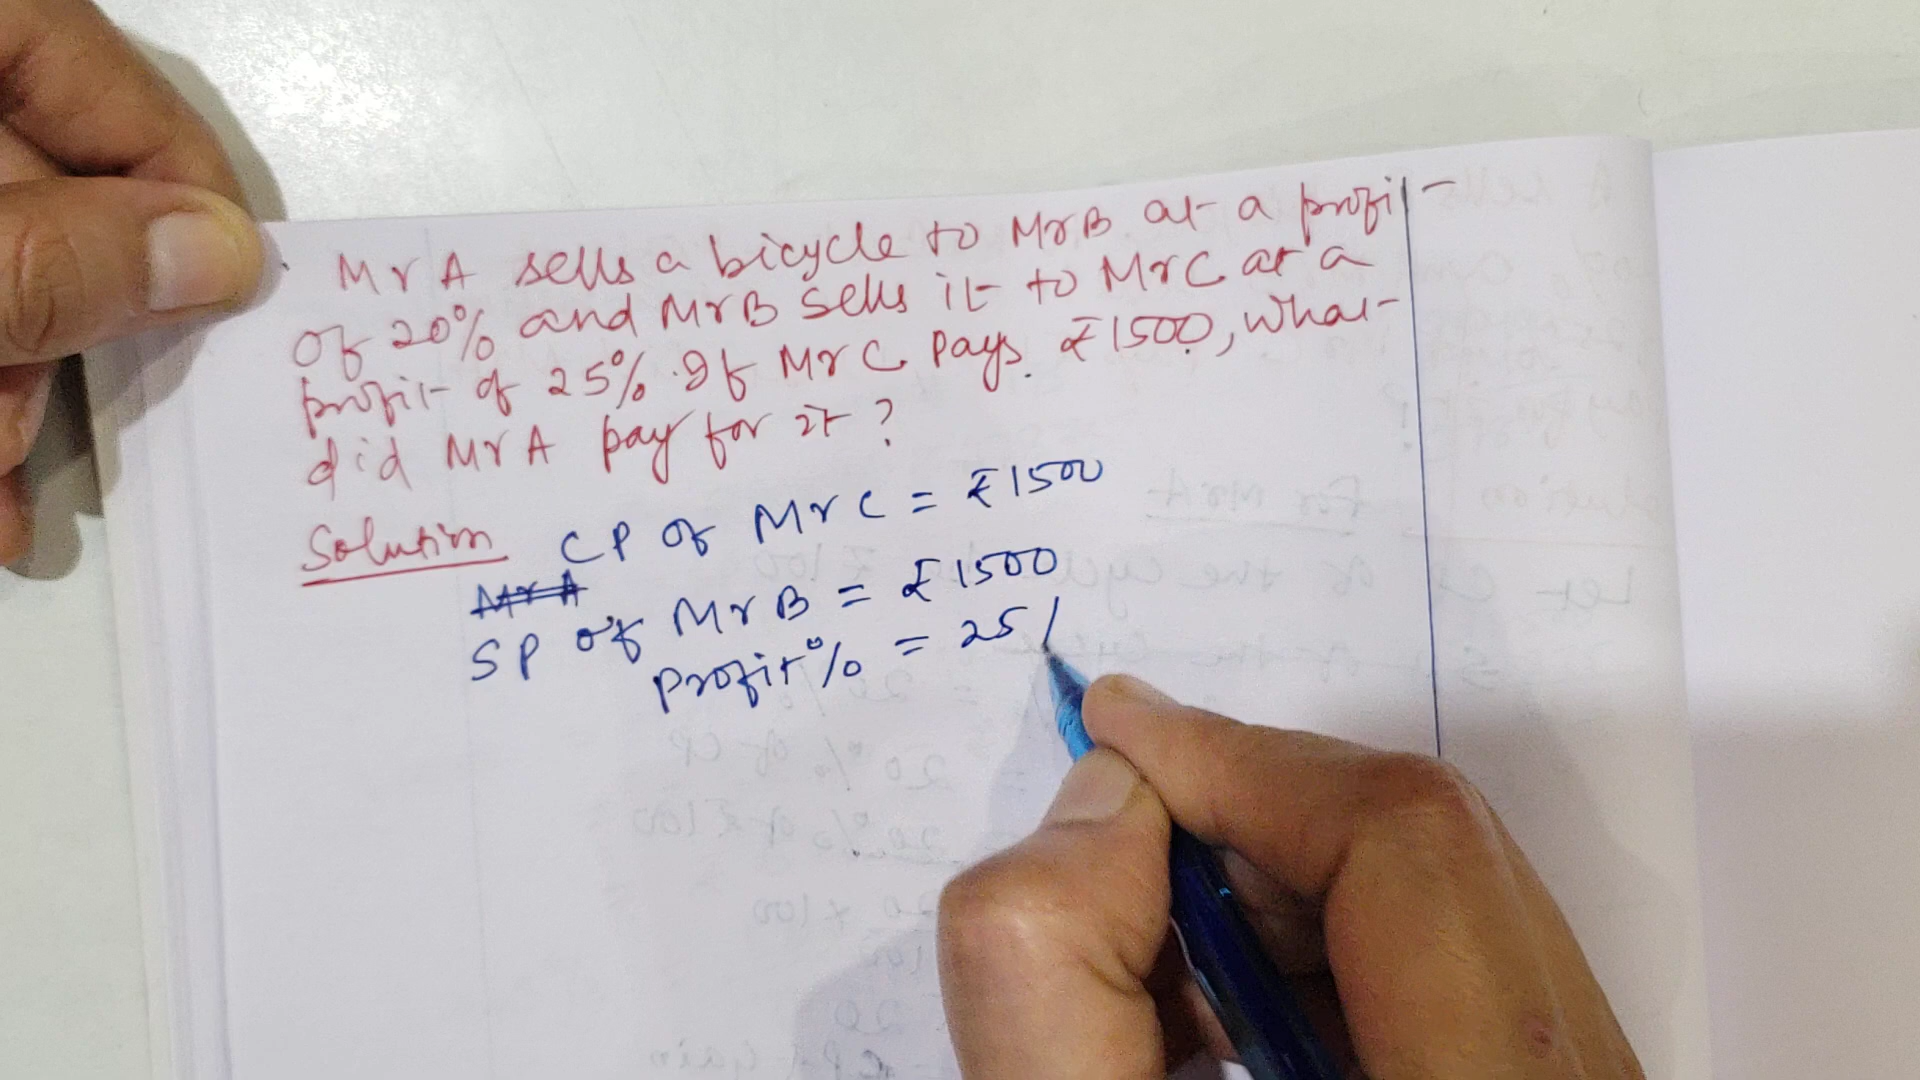 Mr A sells a bicycle to Mr B at a profit
of 20% and Mr B sells it to Mr C at a
profit of 25%. If Mr C pays ₹1500, what
did Mr A pay for it?
Solution CP of Mr C = ₹1500
Mr A
SP of Mr B = ₹1500
Profit% = 25/